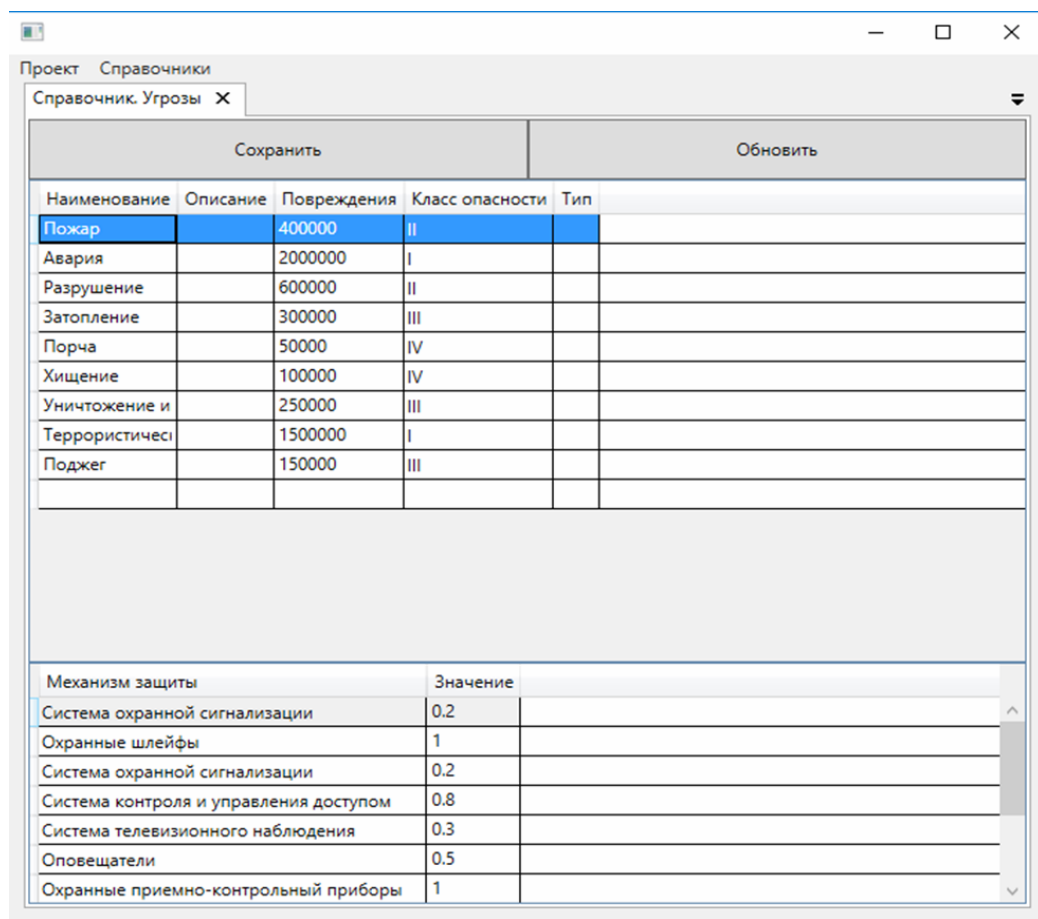 Проект Справочники
Справочник. Угрозы
Сохранить Обновить
Наименование Описание Повреждения Класс опасности Тип
Пожар 400000 II
Авария 2000000 I
Разрушение 600000 II
Затопление 300000 III
Порча 50000 IV
Хищение 100000 IV
Уничтожение и 250000 III
Террористичес 1500000 I
Поджег 150000 III
Механизм защиты Значение
Система охранной сигнализации 0.2
Охранные шлейфы 1
Система охранной сигнализации 0.2
Система контроля и управления доступом 0.8
Система телевизионного наблюдения 0.3
Оповещатели 0.5
Охранные приемно-контрольный приборы 1